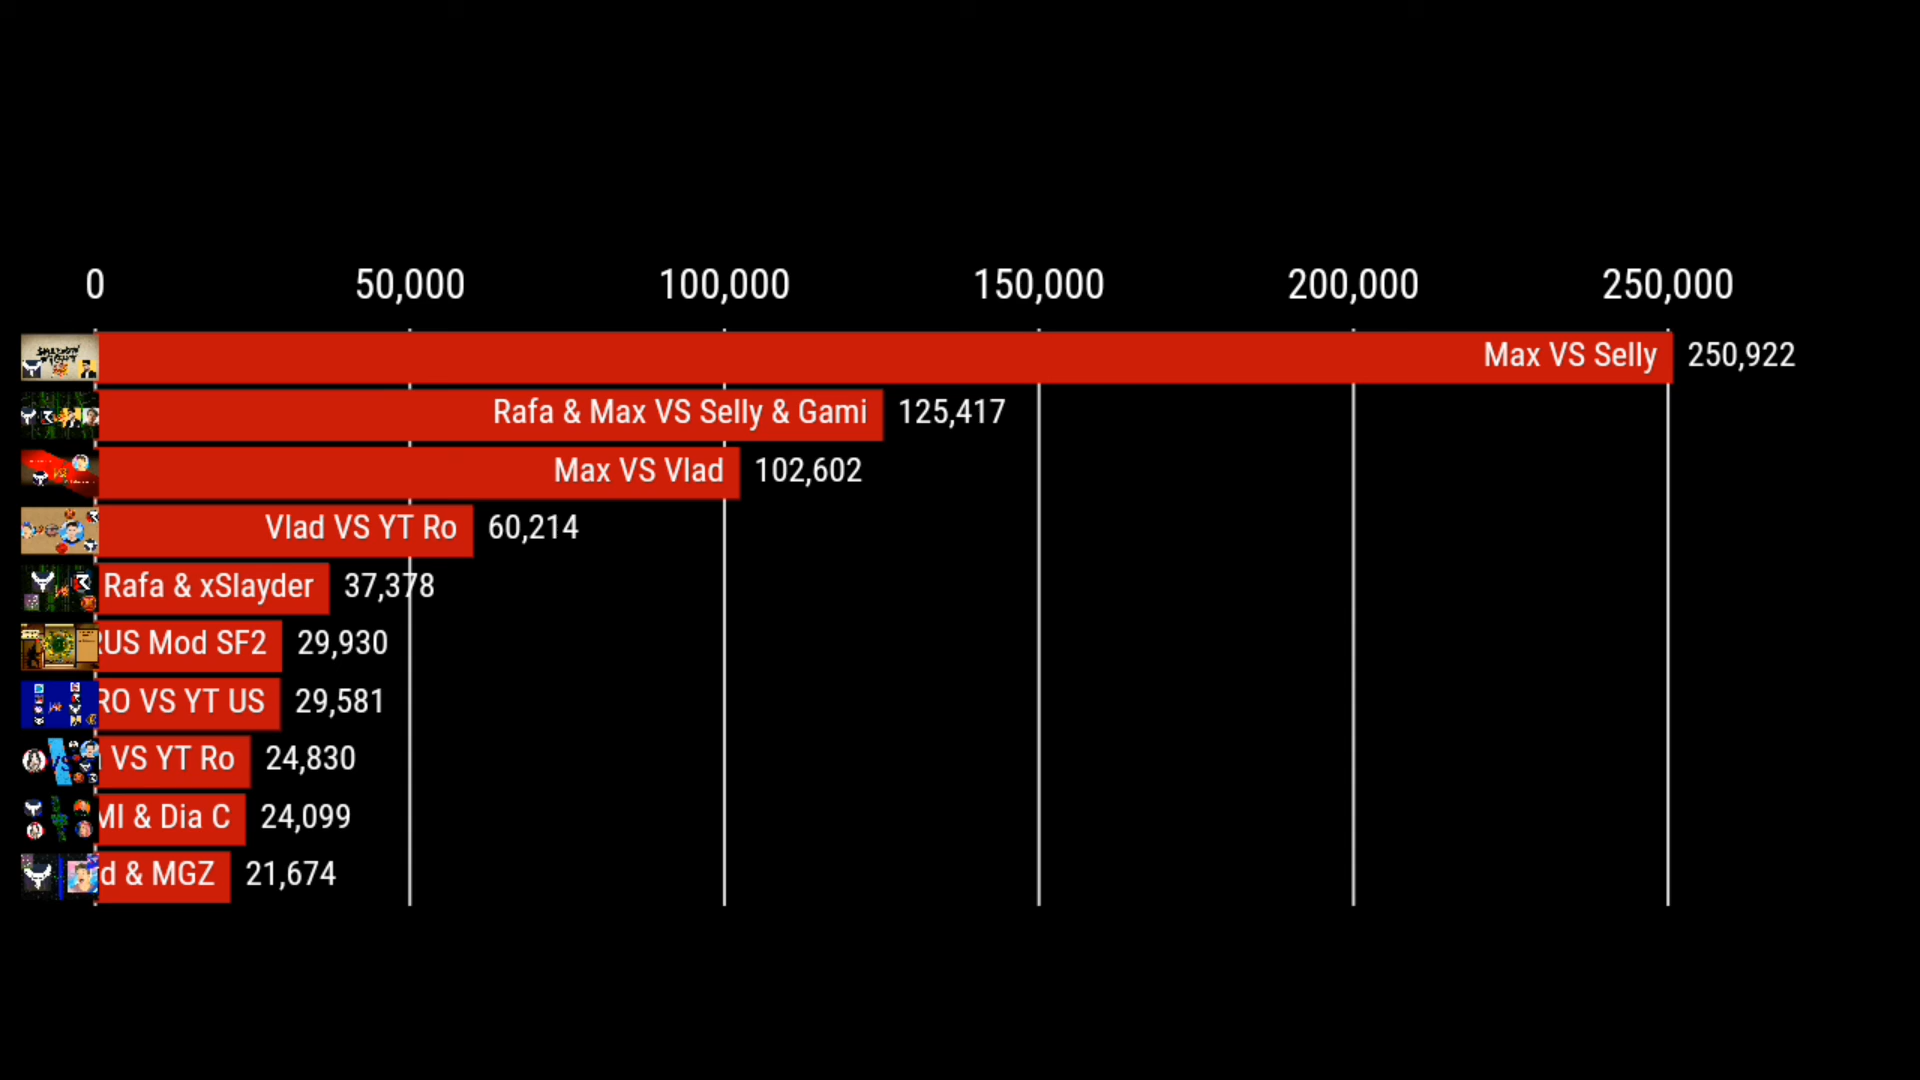 0 50,000 100,000 150,000 200,000 250,000
Max VS Selly 250,922
Rafa & Max VS Selly & Gami 125,417
Max VS Vlad 102,602
Vlad VS YT Ro 60,214
Rafa & xSlayder 37,378
RUS Mod SF2 29,930
RO VS YT US 29,581
VS YT Ro 24,830
MI & Dia C 24,099
d & MGZ 21,674